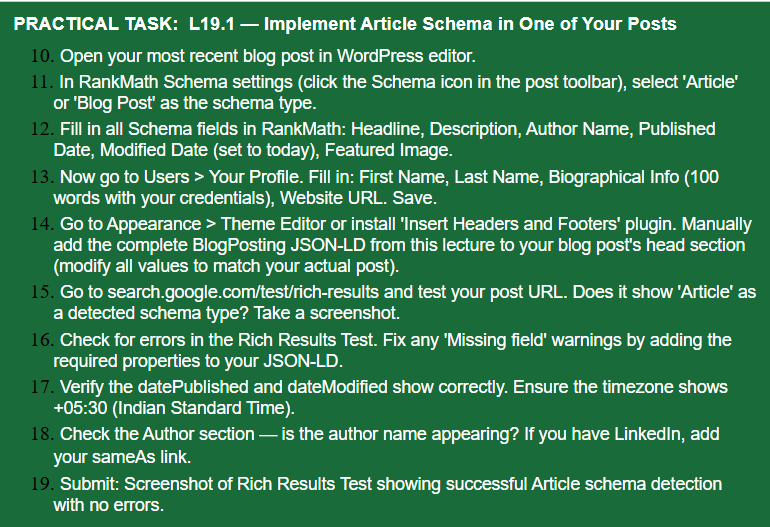 PRACTICAL TASK: L19.1 — Implement Article Schema in One of Your Posts
10. Open your most recent blog post in WordPress editor.
11. In RankMath Schema settings (click the Schema icon in the post toolbar), select 'Article'
or 'Blog Post' as the schema type.
12. Fill in all Schema fields in RankMath: Headline, Description, Author Name, Published
Date, Modified Date (set to today), Featured Image.
13. Now go to Users > Your Profile. Fill in: First Name, Last Name, Biographical Info (100
words with your credentials), Website URL. Save.
14. Go to Appearance > Theme Editor or install 'Insert Headers and Footers' plugin. Manually
add the complete BlogPosting JSON-LD from this lecture to your blog post's head section
(modify all values to match your actual post).
15. Go to search.google.com/test/rich-results and test your post URL. Does it show 'Article' as
a detected schema type? Take a screenshot.
16. Check for errors in the Rich Results Test. Fix any 'Missing field' warnings by adding the
required properties to your JSON-LD.
17. Verify the datePublished and dateModified show correctly. Ensure the timezone shows
+05:30 (Indian Standard Time).
18. Check the Author section — is the author name appearing? If you have LinkedIn, add
your sameAs link.
19. Submit: Screenshot of Rich Results Test showing successful Article schema detection
with no errors.